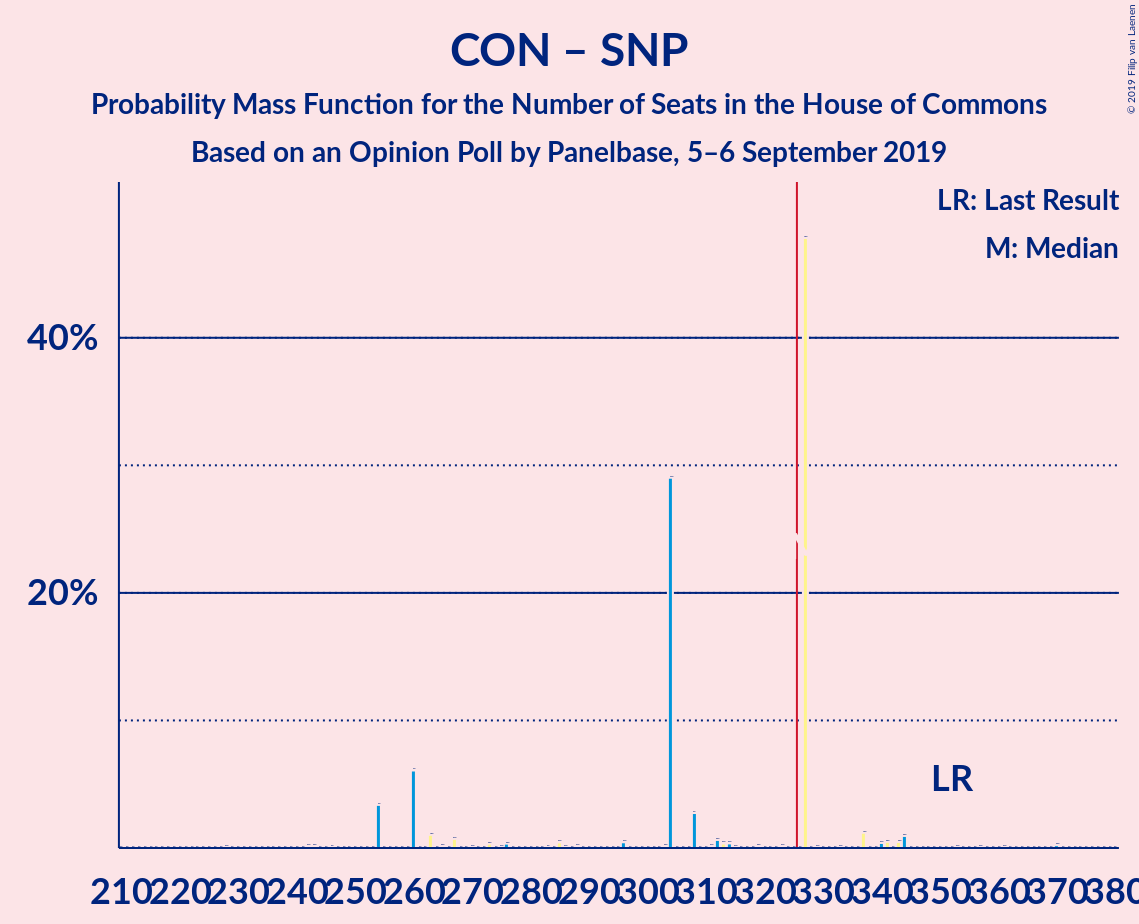 CON – SNP
Probability Mass Function for the Number of Seats in the House of Commons
Based on an Opinion Poll by Panelbase, 5–6 September 2019
© 2019 Filip van Laenen
LR: Last Result
M: Median
40%
20%
LR
210 220 230 240 250 260 270 280 290 300 310 320 330 340 350 360 370 380